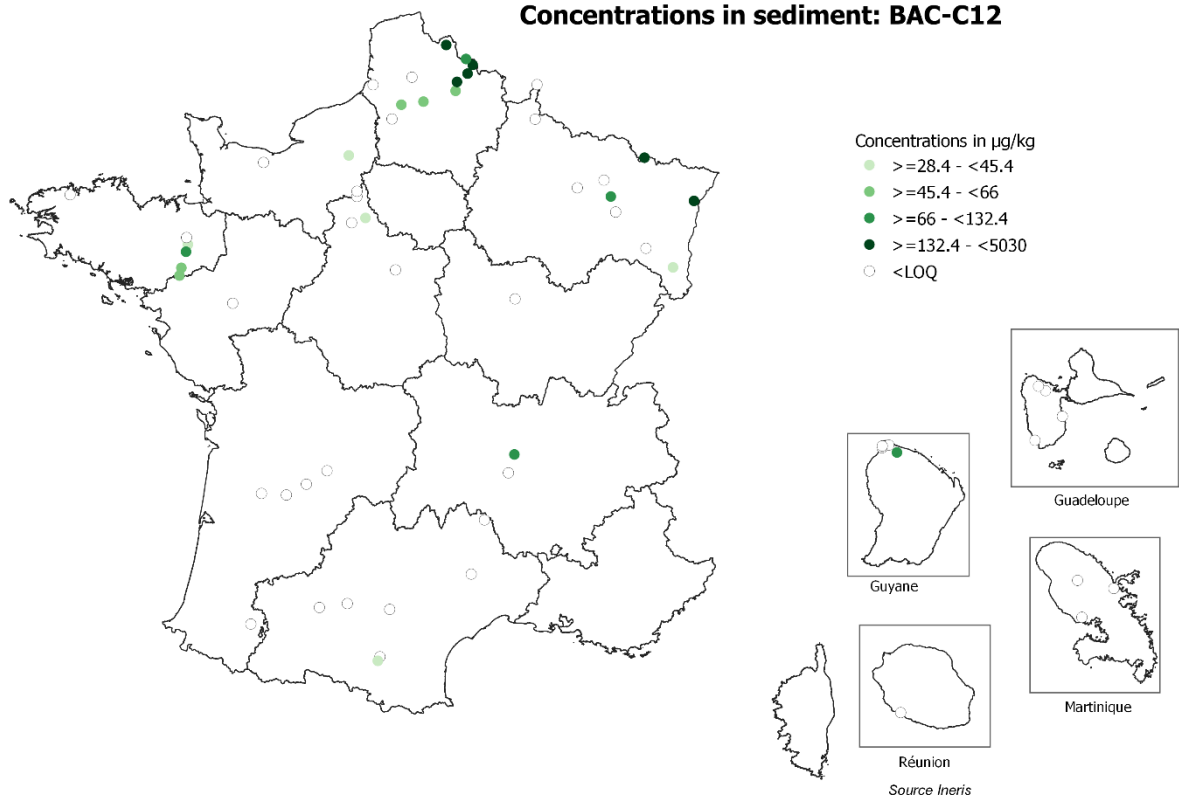 Concentrations in sediment: BAC-C12
Concentrations in µg/kg
>=28.4 - <45.4
>=45.4 - <66
>=66 - <132.4
>=132.4 - <5030
<LOQ
Guadeloupe
Guyane
Martinique
Réunion
Source Ineris